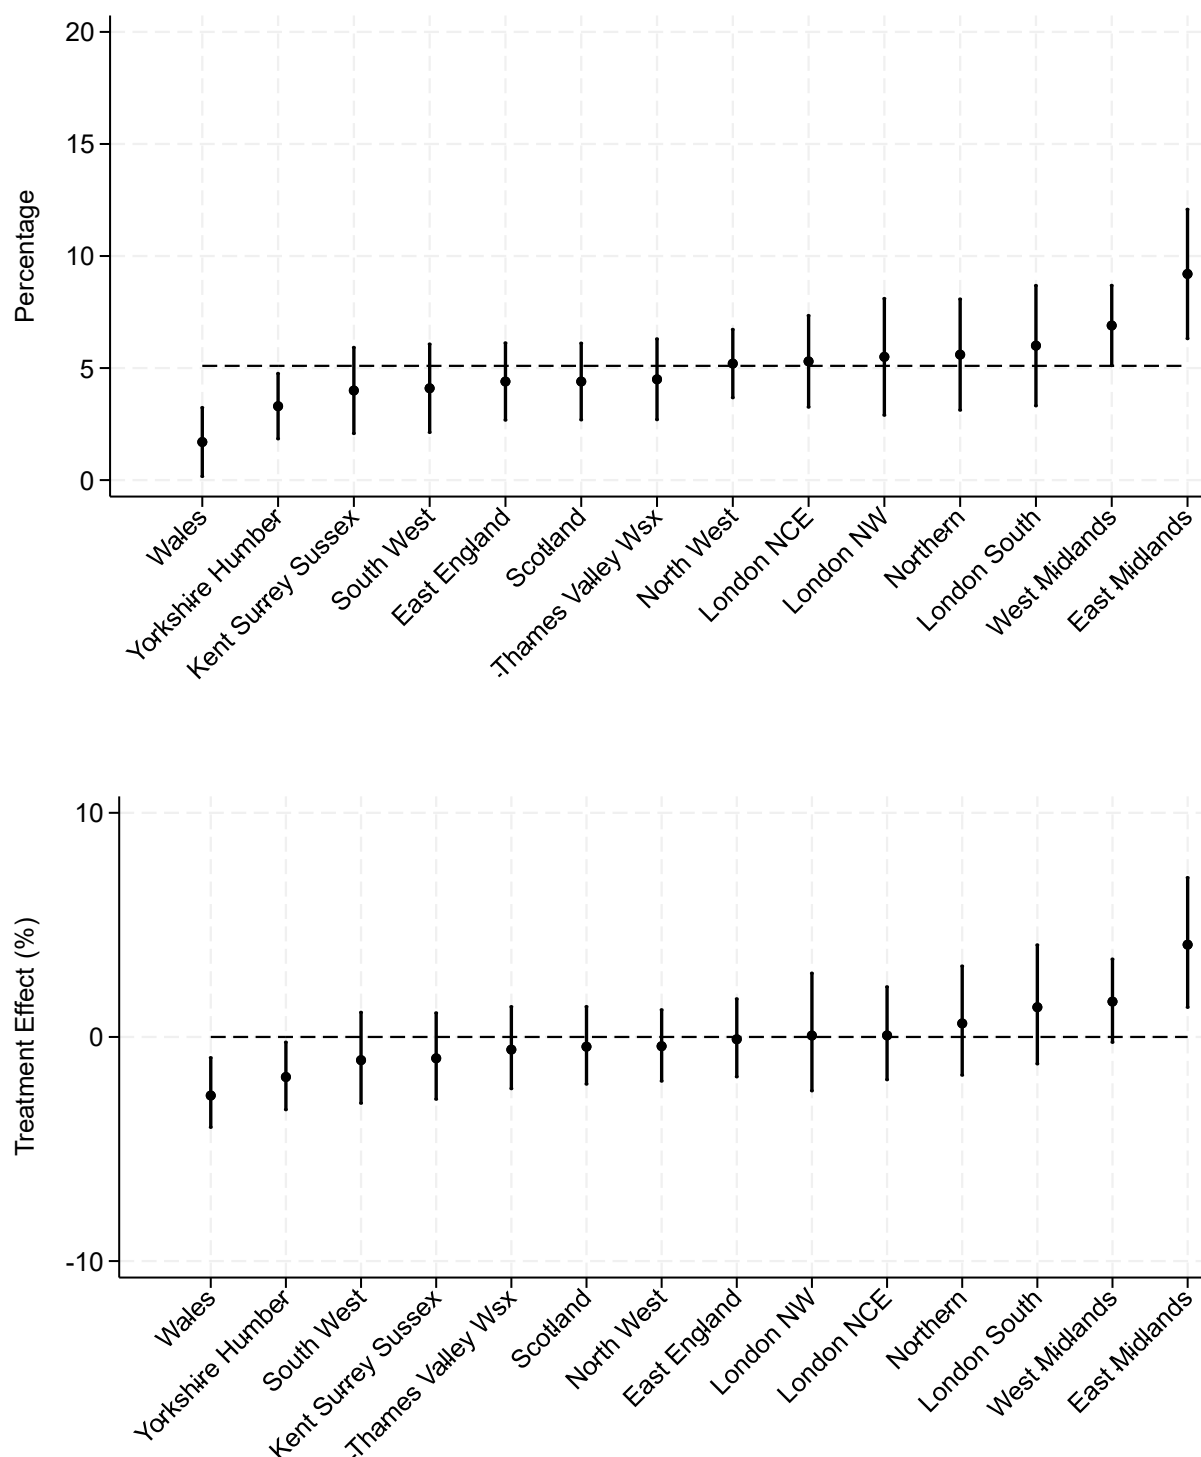 Percentage
20
15
10
5
0
Wales
Yorkshire Humber
Kent Surrey Sussex
South West
East England
Scotland
-Thames Valley Wsx
North West
London NCE
London NW
Northern
London South
West Midlands
East Midlands
Treatment Effect (%)
10
0
-10
Wales
Yorkshire Humber
South West
Kent Surrey Sussex
-Thames Valley Wsx
Scotland
North West
East England
London NW
London NCE
Northern
London South
West Midlands
East Midlands